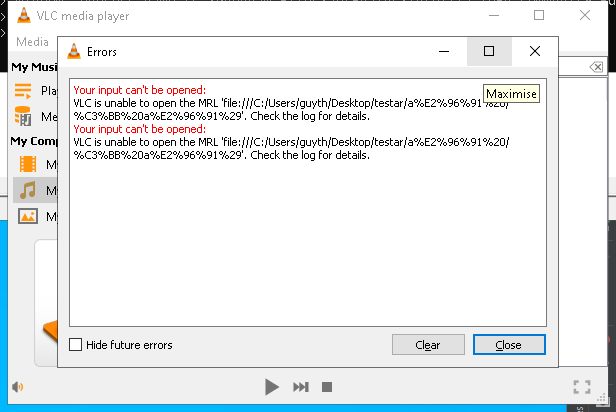 VLC media player
Media
Errors
My Musi
Your input can't be opened:
Maximise
VLC is unable to open the MRL 'file:///C:/Users/guyth/Desktop/testar/a%E2%96%91%20/
%C3%BB%20a%E2%96%91%29'. Check the log for details.
Your input can't be opened:
VLC is unable to open the MRL 'file:///C:/Users/guyth/Desktop/testar/a%E2%96%91%20/
%C3%BB%20a%E2%96%91%29'. Check the log for details.
Pla
Me
My Comp
My
My
My
Hide future errors
Clear
Close